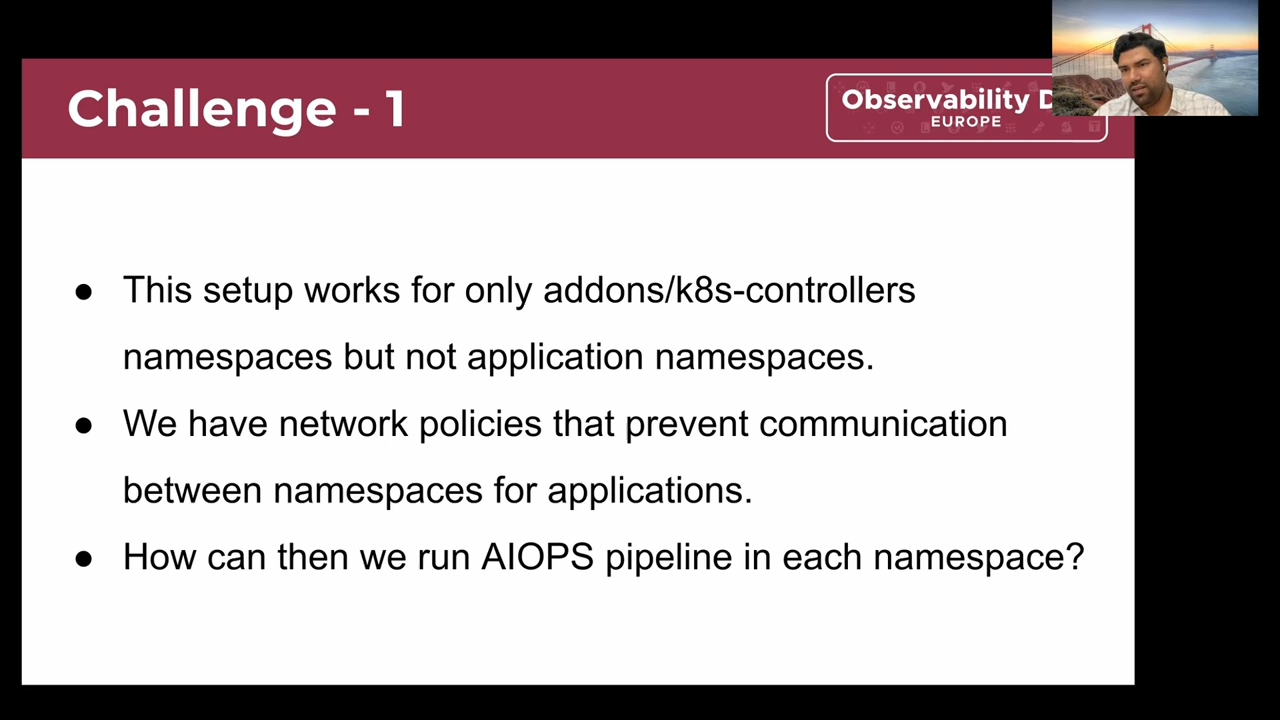 Challenge - 1
Observability D
EUROPE
● This setup works for only addons/k8s-controllers
namespaces but not application namespaces.
● We have network policies that prevent communication
between namespaces for applications.
● How can then we run AIOPS pipeline in each namespace?